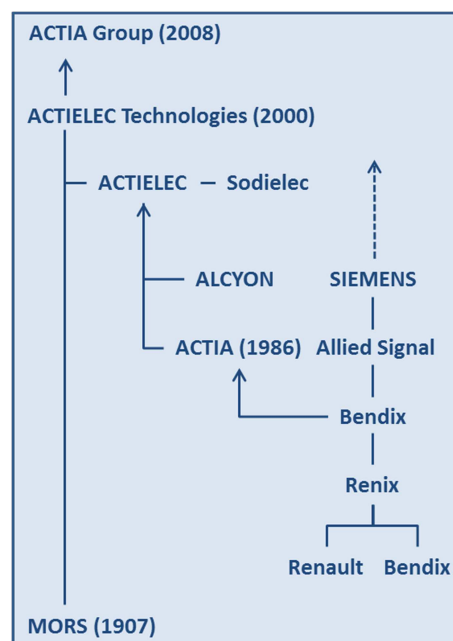 ACTIA Group (2008)
ACTIELEC Technologies (2000)
ACTIELEC – Sodielec
ALCYON SIEMENS
ACTIA (1986) Allied Signal
Bendix
Renix
Renault Bendix
MORS (1907)